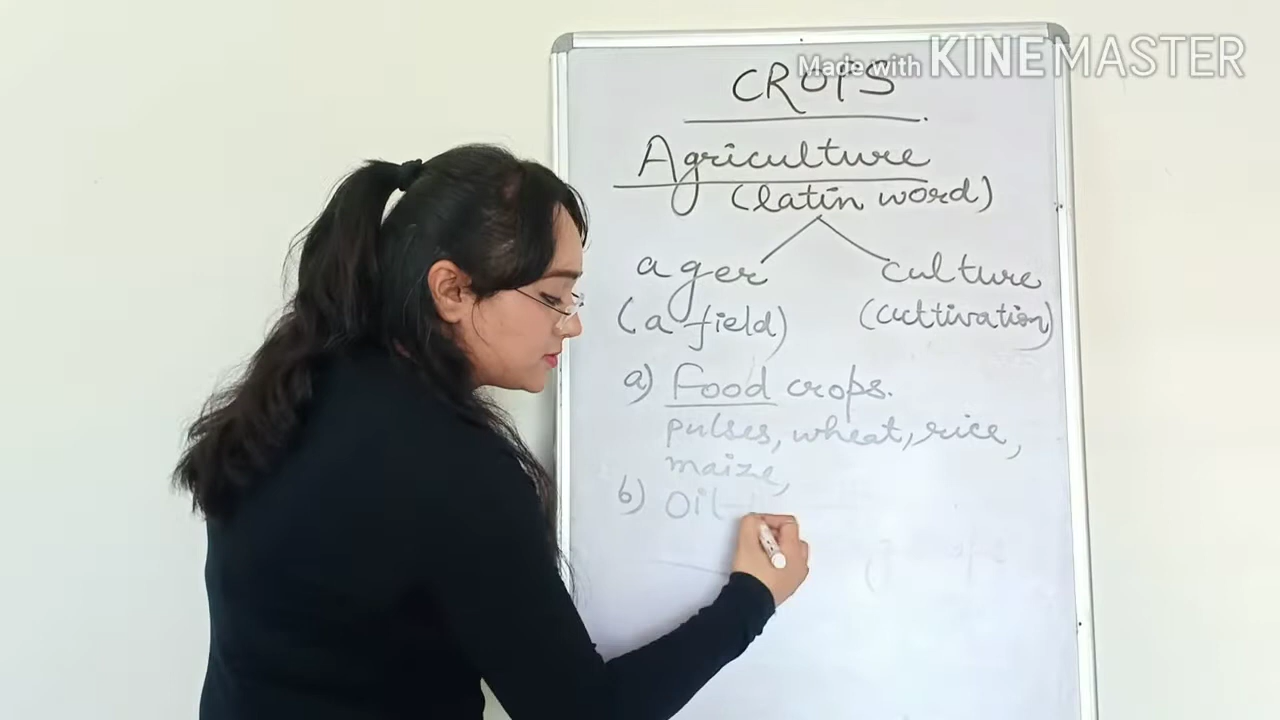 Made with KINEMASTER
CROPS
Agriculture
(latin word)
ager culture
(a field) (cultivation)
a) Food crops.
pulses, wheat, rice,
maize,
b) Oil